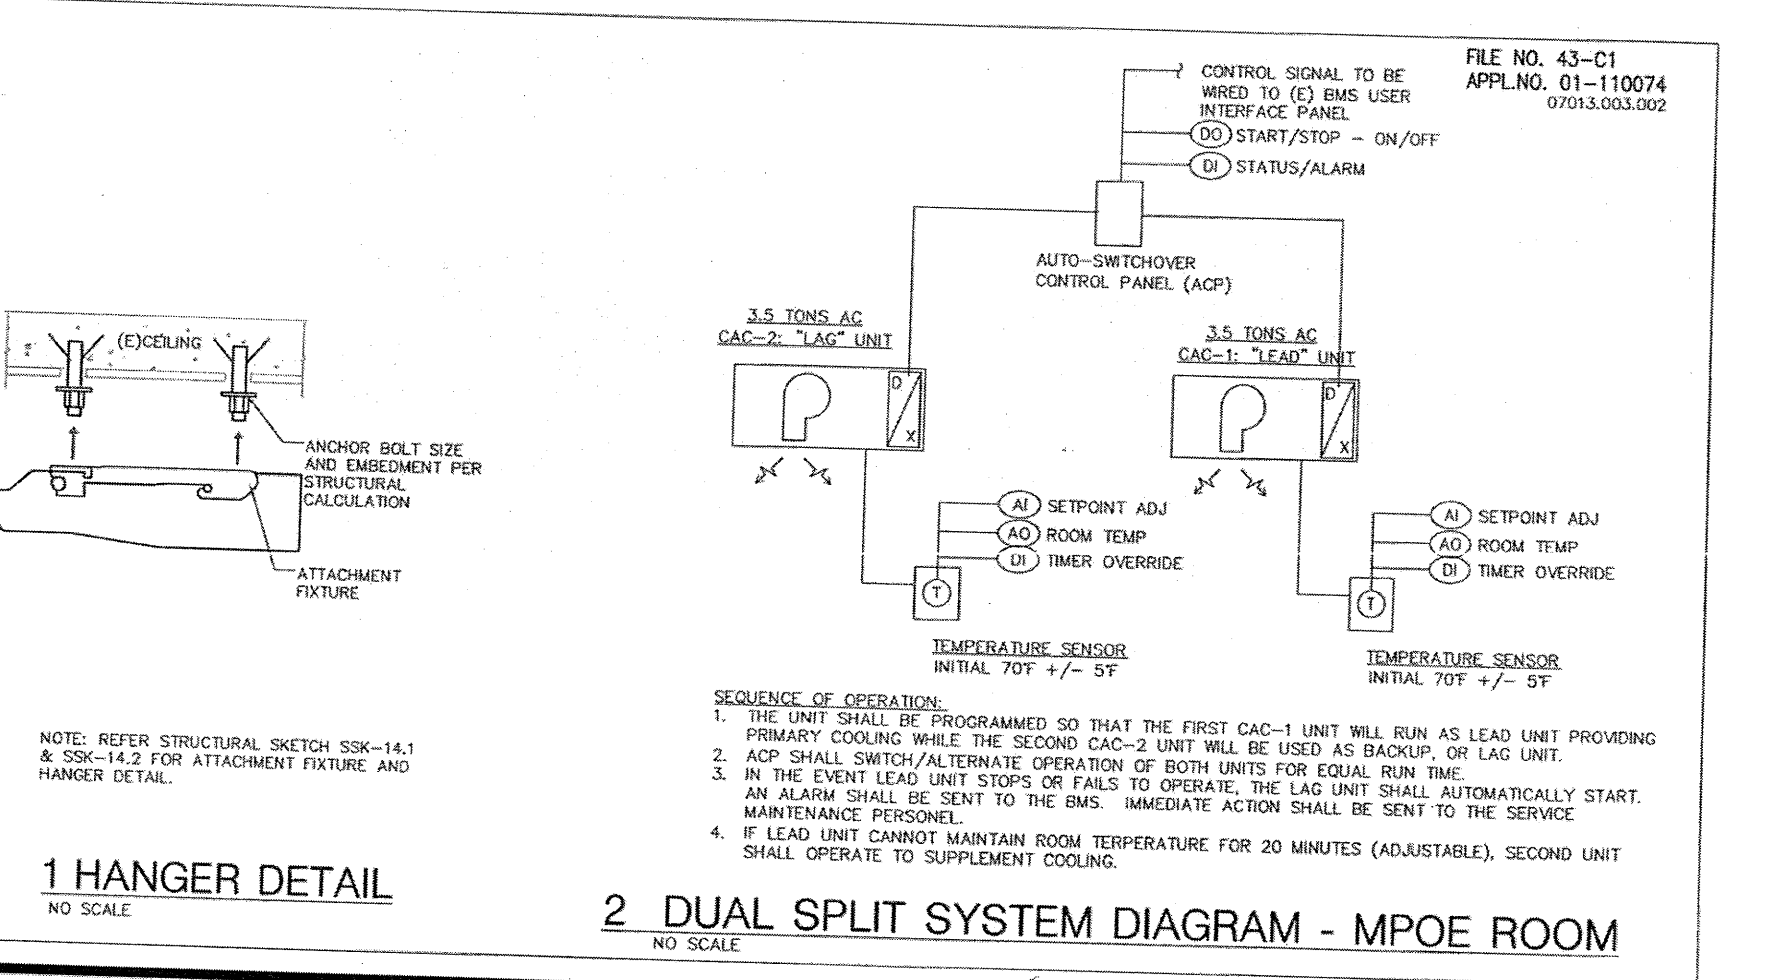 FILE NO. 43-C1
APPL.NO. 01-110074
07013.003.002
CONTROL SIGNAL TO BE
WIRED TO (E) BMS USER
INTERFACE PANEL
DO START/STOP - ON/OFF
DI STATUS/ALARM
AUTO-SWITCHOVER
CONTROL PANEL (ACP)
3.5 TONS AC
CAC-2: "LAG" UNIT
D
X
3.5 TONS AC
CAC-1: "LEAD" UNIT
D
X
AI SETPOINT ADJ
AO ROOM TEMP
DI TIMER OVERRIDE
T
TEMPERATURE SENSOR
INITIAL 70°F +/- 5°F
AI SETPOINT ADJ
AO ROOM TEMP
DI TIMER OVERRIDE
T
TEMPERATURE SENSOR
INITIAL 70°F +/- 5°F
(E)CEILING
ANCHOR BOLT SIZE
AND EMBEDMENT PER
STRUCTURAL
CALCULATION
ATTACHMENT
FIXTURE
NOTE: REFER STRUCTURAL SKETCH SSK-14.1
& SSK-14.2 FOR ATTACHMENT FIXTURE AND
HANGER DETAIL.
1 HANGER DETAIL
NO SCALE
SEQUENCE OF OPERATION:
1. THE UNIT SHALL BE PROGRAMMED SO THAT THE FIRST CAC-1 UNIT WILL RUN AS LEAD UNIT PROVIDING
PRIMARY COOLING WHILE THE SECOND CAC-2 UNIT WILL BE USED AS BACKUP, OR LAG UNIT.
2. ACP SHALL SWITCH/ALTERNATE OPERATION OF BOTH UNITS FOR EQUAL RUN TIME.
3. IN THE EVENT LEAD UNIT STOPS OR FAILS TO OPERATE, THE LAG UNIT SHALL AUTOMATICALLY START.
AN ALARM SHALL BE SENT TO THE BMS. IMMEDIATE ACTION SHALL BE SENT TO THE SERVICE
MAINTENANCE PERSONEL.
4. IF LEAD UNIT CANNOT MAINTAIN ROOM TERPERATURE FOR 20 MINUTES (ADJUSTABLE), SECOND UNIT
SHALL OPERATE TO SUPPLEMENT COOLING.
2 DUAL SPLIT SYSTEM DIAGRAM - MPOE ROOM
NO SCALE